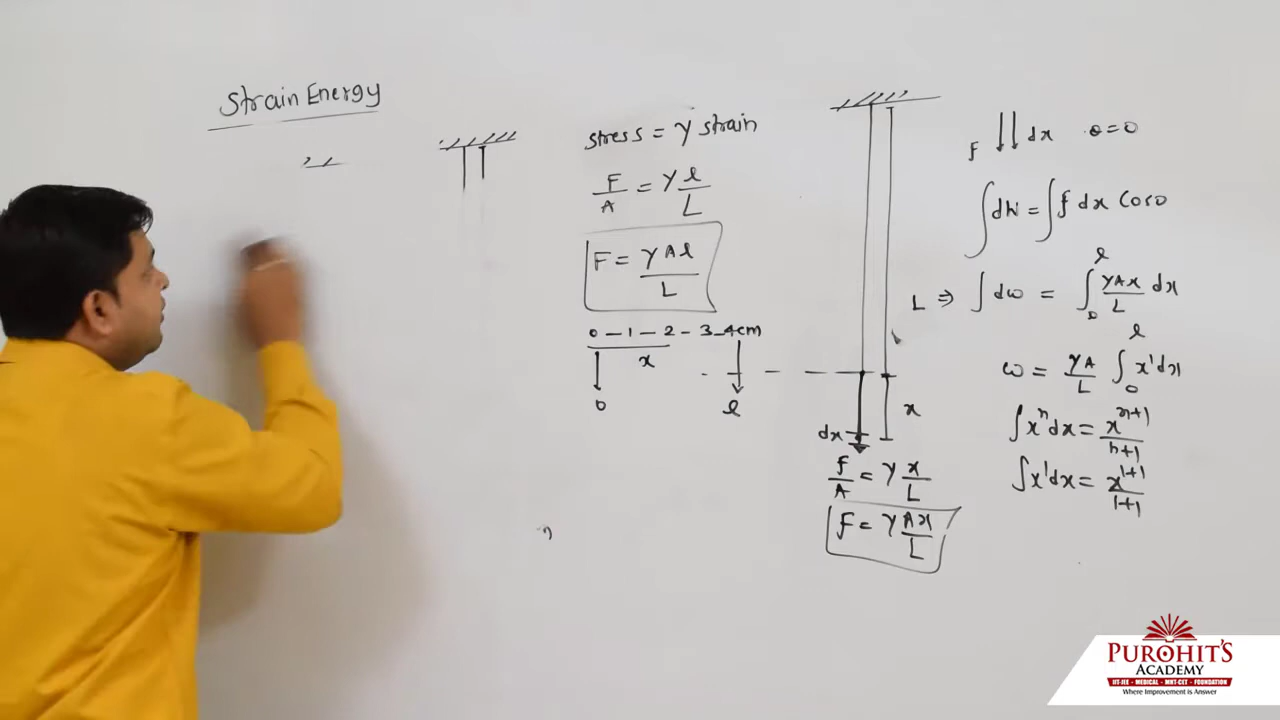 Strain Energy
stress = Y strain
F/A = Y l/L
F = YAl/L
0 – 1 – 2 – 3 – 4cm
x
0
l
L
x
dx
f/A = Y x/L
F = Y Ax/L
F dx θ=0
∫dW = ∫f dx Cosθ
⇒ ∫dω = ∫₀ˡ YAx/L dx
ω = YA/L ∫₀ˡ x¹dx
∫xⁿdx = xⁿ⁺¹/n+1
∫x¹dx = x¹⁺¹/1+1
PUROHIT'S
ACADEMY
IIT-JEE - MEDICAL - MHT-CET - FOUNDATION
Where Improvement is Answer